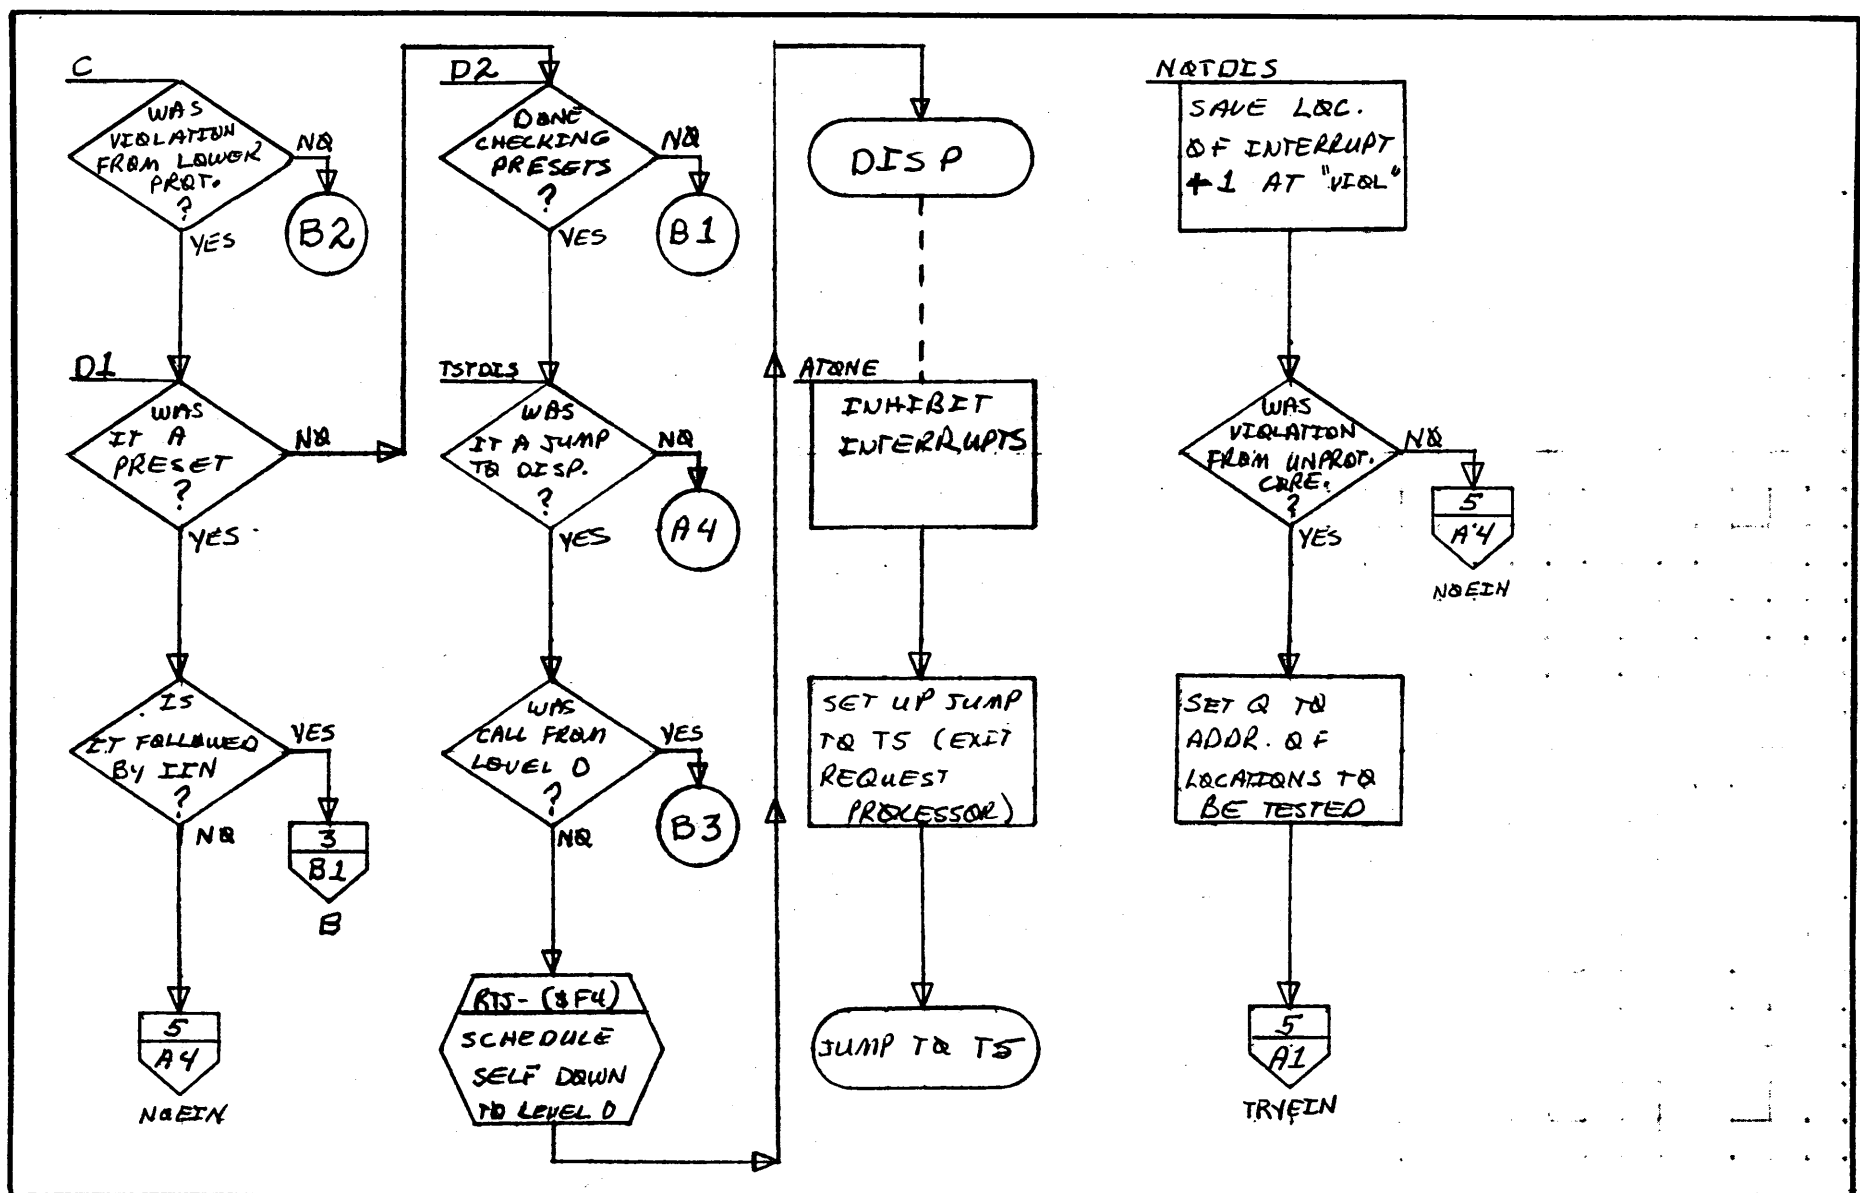 C
WAS
VIOLATION
FROM LOWER
PROT.
?
NO
B2
YES
D1
WAS
IT A
PRESET
?
NO
YES
IS
IT FOLLOWED
BY IIN
?
YES
3
B1
B
NO
5
A4
NOEIN
D2
DONE
CHECKING
PRESETS
?
NO
B1
YES
TSTDIS
WAS
IT A JUMP
TO DISP.
?
NO
A4
YES
WAS
CALL FROM
LEVEL 0
?
YES
B3
NO
RTJ- ($F4)
SCHEDULE
SELF DOWN
TO LEVEL 0
DISP
ATONE
INHIBIT
INTERRUPTS
SET UP JUMP
TO T5 (EXIT
REQUEST
PROCESSOR)
JUMP TO T5
NOTDIS
SAVE LOC.
OF INTERRUPT
+1 AT "VIOL"
WAS
VIOLATION
FROM UNPROT.
CORE.
?
NO
5
A4
NOEIN
YES
SET Q TO
ADDR. OF
LOCATIONS TO
BE TESTED
5
A1
TRYEIN